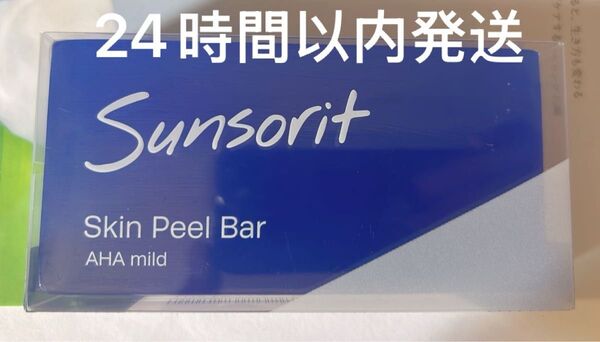 24時間以内発送
Sunsorit
Skin Peel Bar
AHA mild